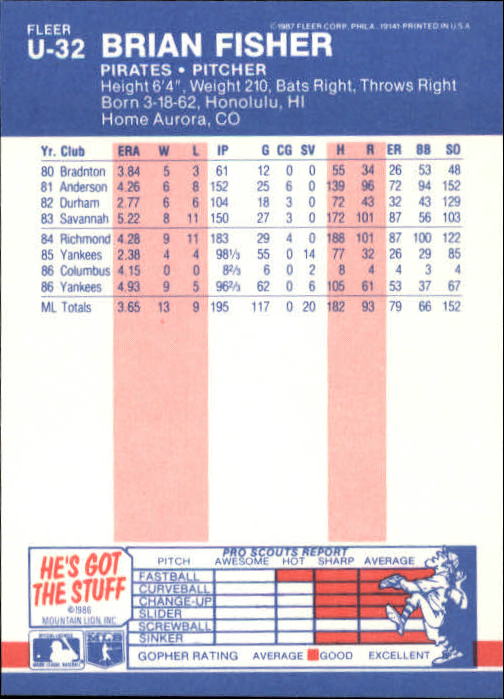 FLEER
U-32 BRIAN FISHER
©1987 FLEER CORP. PHILA. 19141-PRINTED IN U.S.A
PIRATES • PITCHER
Height 6'4", Weight 210, Bats Right, Throws Right
Born 3-18-62, Honolulu, HI
Home Aurora, CO
Yr. Club ERA W L IP G CG SV H R ER BB SO
80 Bradnton 3.84 5 3 61 12 0 0 55 34 26 53 48
81 Anderson 4.26 6 8 152 25 6 0 139 96 72 94 152
82 Durham 2.77 6 6 104 18 3 0 72 43 32 43 129
83 Savannah 5.22 8 11 150 27 3 0 172 101 87 56 103
84 Richmond 4.28 9 11 183 29 4 0 188 101 87 100 122
85 Yankees 2.38 4 4 98⅓ 55 0 14 77 32 26 29 85
86 Columbus 4.15 0 0 8⅔ 6 0 2 8 4 4 3 4
86 Yankees 4.93 9 5 96⅔ 62 0 6 105 61 53 37 67
ML Totals 3.65 13 9 195 117 0 20 182 93 79 66 152
HE'S GOT
THE STUFF
©1986
MOUNTAIN LION, INC
MLB
PRO SCOUTS REPORT
PITCH AWESOME HOT SHARP AVERAGE
FASTBALL
CURVEBALL
CHANGE-UP
SLIDER
SCREWBALL
SINKER
GOPHER RATING AVERAGE GOOD EXCELLENT